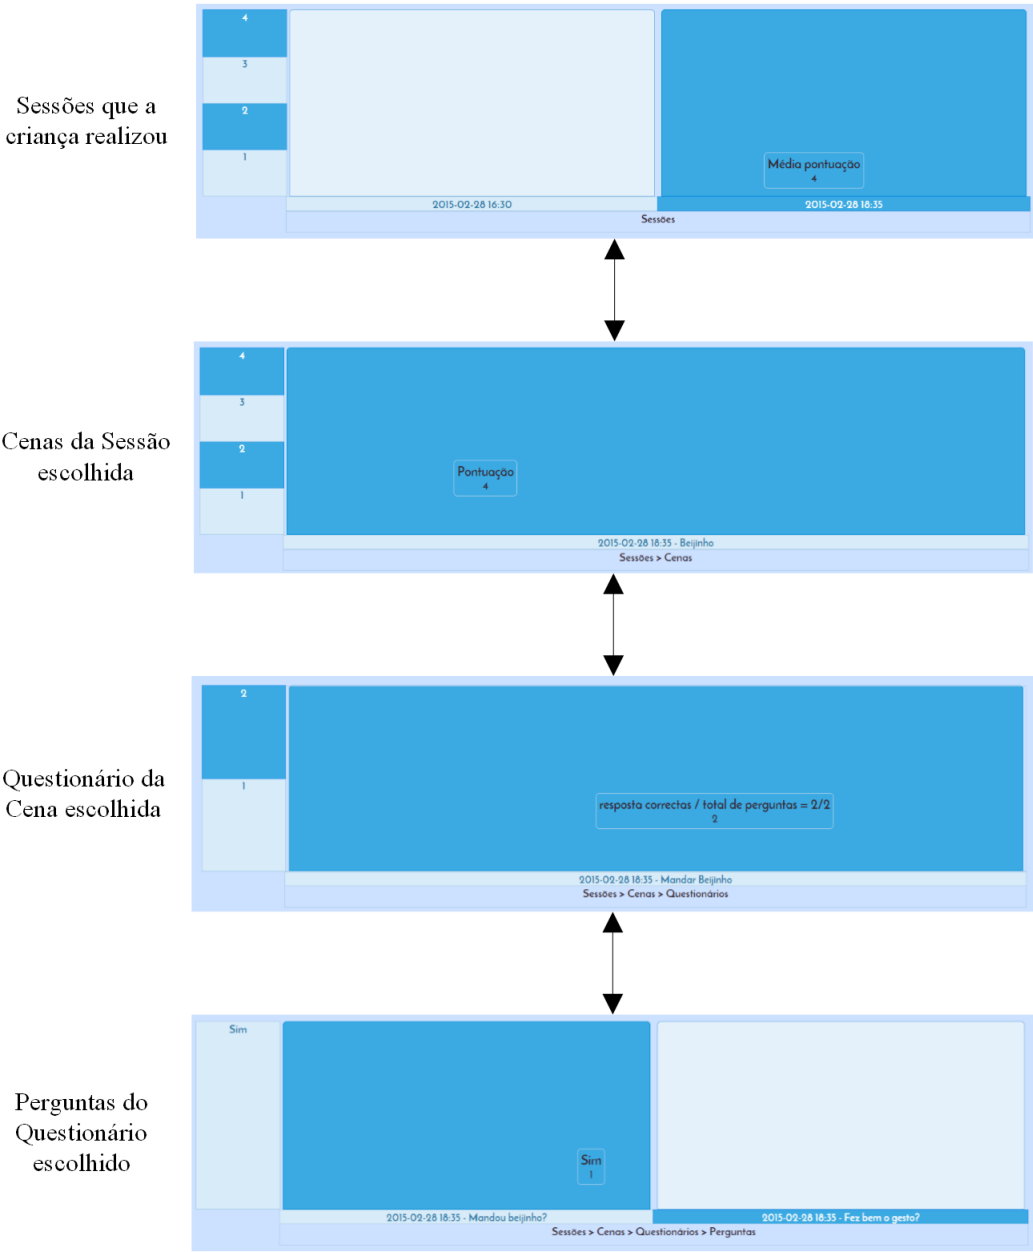 Sessões que a
criança realizou
4
3
2
1
Média pontuação
4
2015-02-28 16:30
2015-02-28 18:35
Sessões
Cenas da Sessão
escolhida
4
3
2
1
Pontuação
4
2015-02-28 18:35 - Beijinho
Sessões > Cenas
Questionário da
Cena escolhida
2
1
resposta correctas / total de perguntas = 2/2
2
2015-02-28 18:35 - Mandar Beijinho
Sessões > Cenas > Questionários
Perguntas do
Questionário
escolhido
Sim
Sim
1
2015-02-28 18:35 - Mandou beijinho?
2015-02-28 18:35 - Fez bem o gesto?
Sessões > Cenas > Questionários > Perguntas